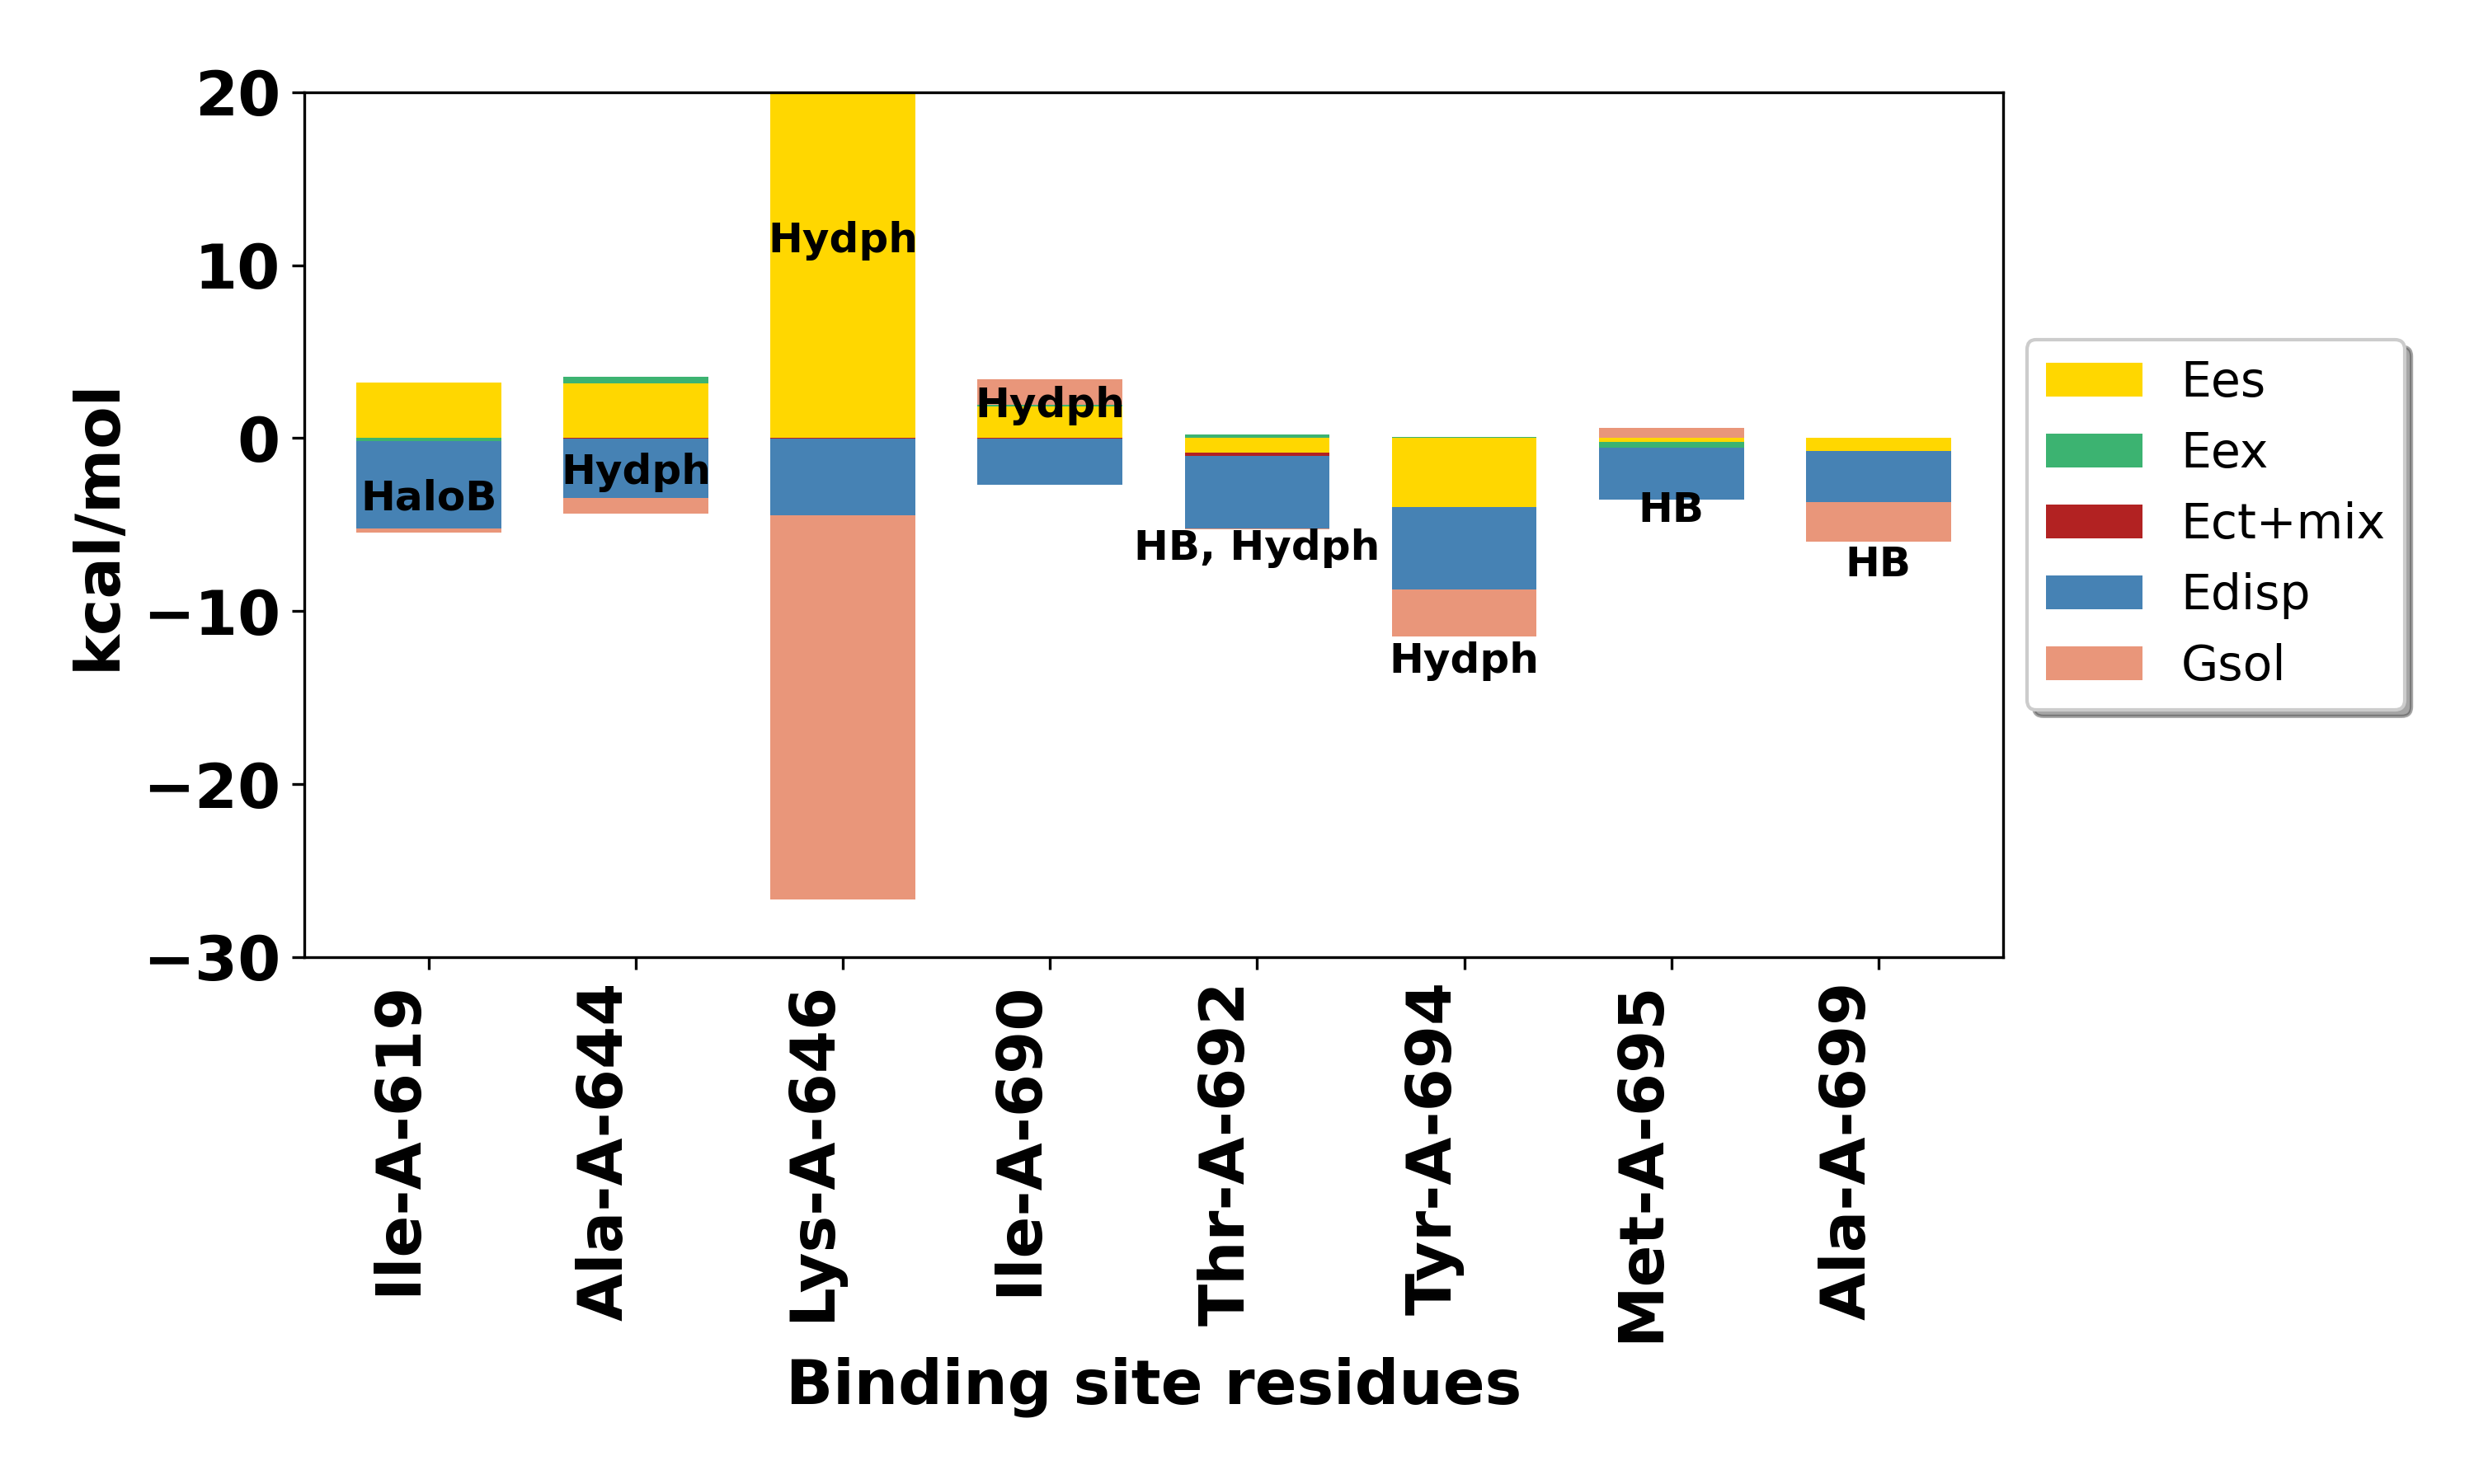 20
10
0
−10
−20
−30
kcal/mol
Hydph
Hydph
Hydph
HaloB
HB
HB, Hydph
HB
Hydph
Ees
Eex
Ect+mix
Edisp
Gsol
Ile-A-619
Ala-A-644
Lys-A-646
Ile-A-690
Thr-A-692
Tyr-A-694
Met-A-695
Ala-A-699
Binding site residues